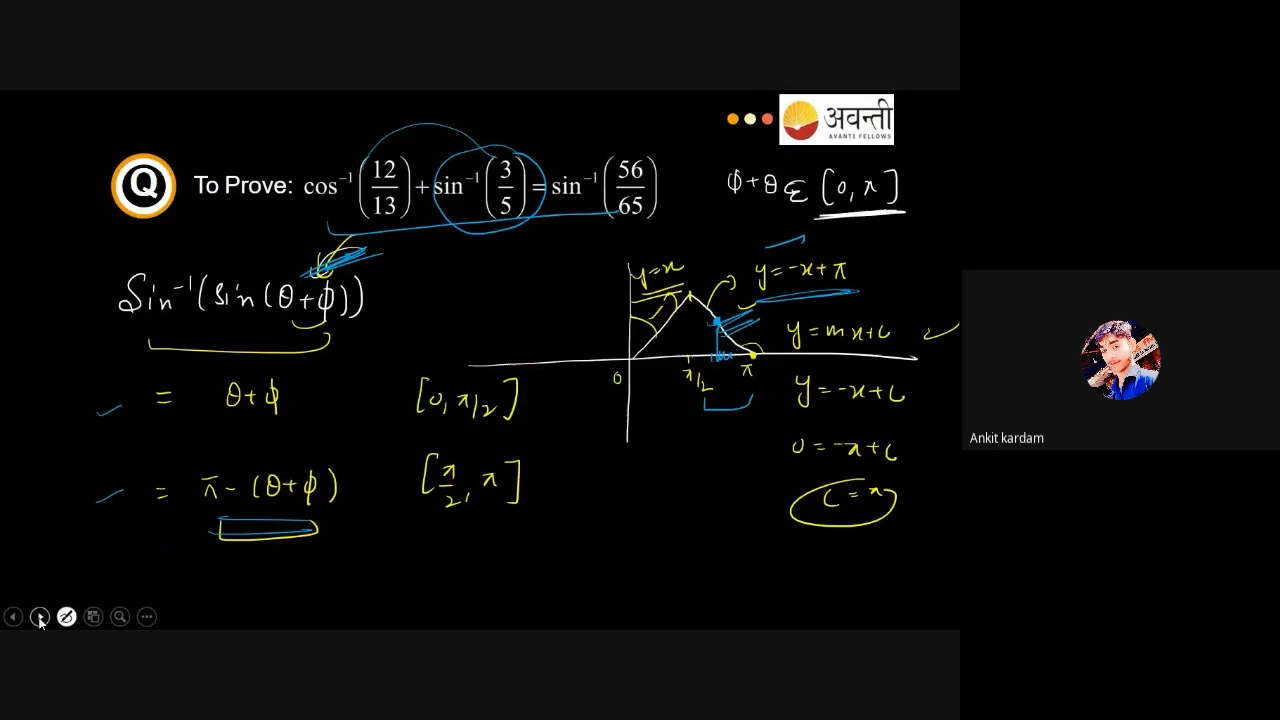 अवन्ती
AVANTI FELLOWS
Q To Prove: cos⁻¹(12/13) + sin⁻¹(3/5) = sin⁻¹(56/65)
ϕ + θ ε [0, π]
Sin⁻¹(Sin(θ+ϕ))
= θ+ϕ [0, π/2]
= π - (θ+ϕ) [π/2, π]
y=x
y=-x+π
0 π/2 π
y=mx+c
y=-x+c
0=-π+c
c=π
Ankit kardam